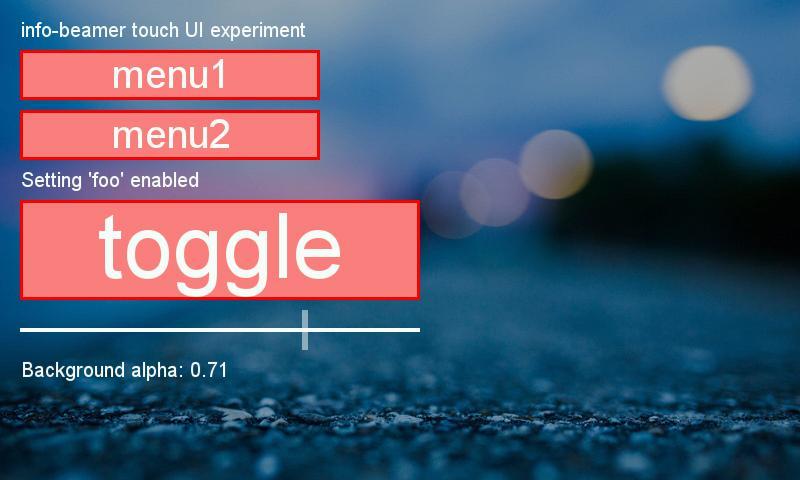 info-beamer touch UI experiment
menu1
menu2
Setting 'foo' enabled
toggle
Background alpha: 0.71